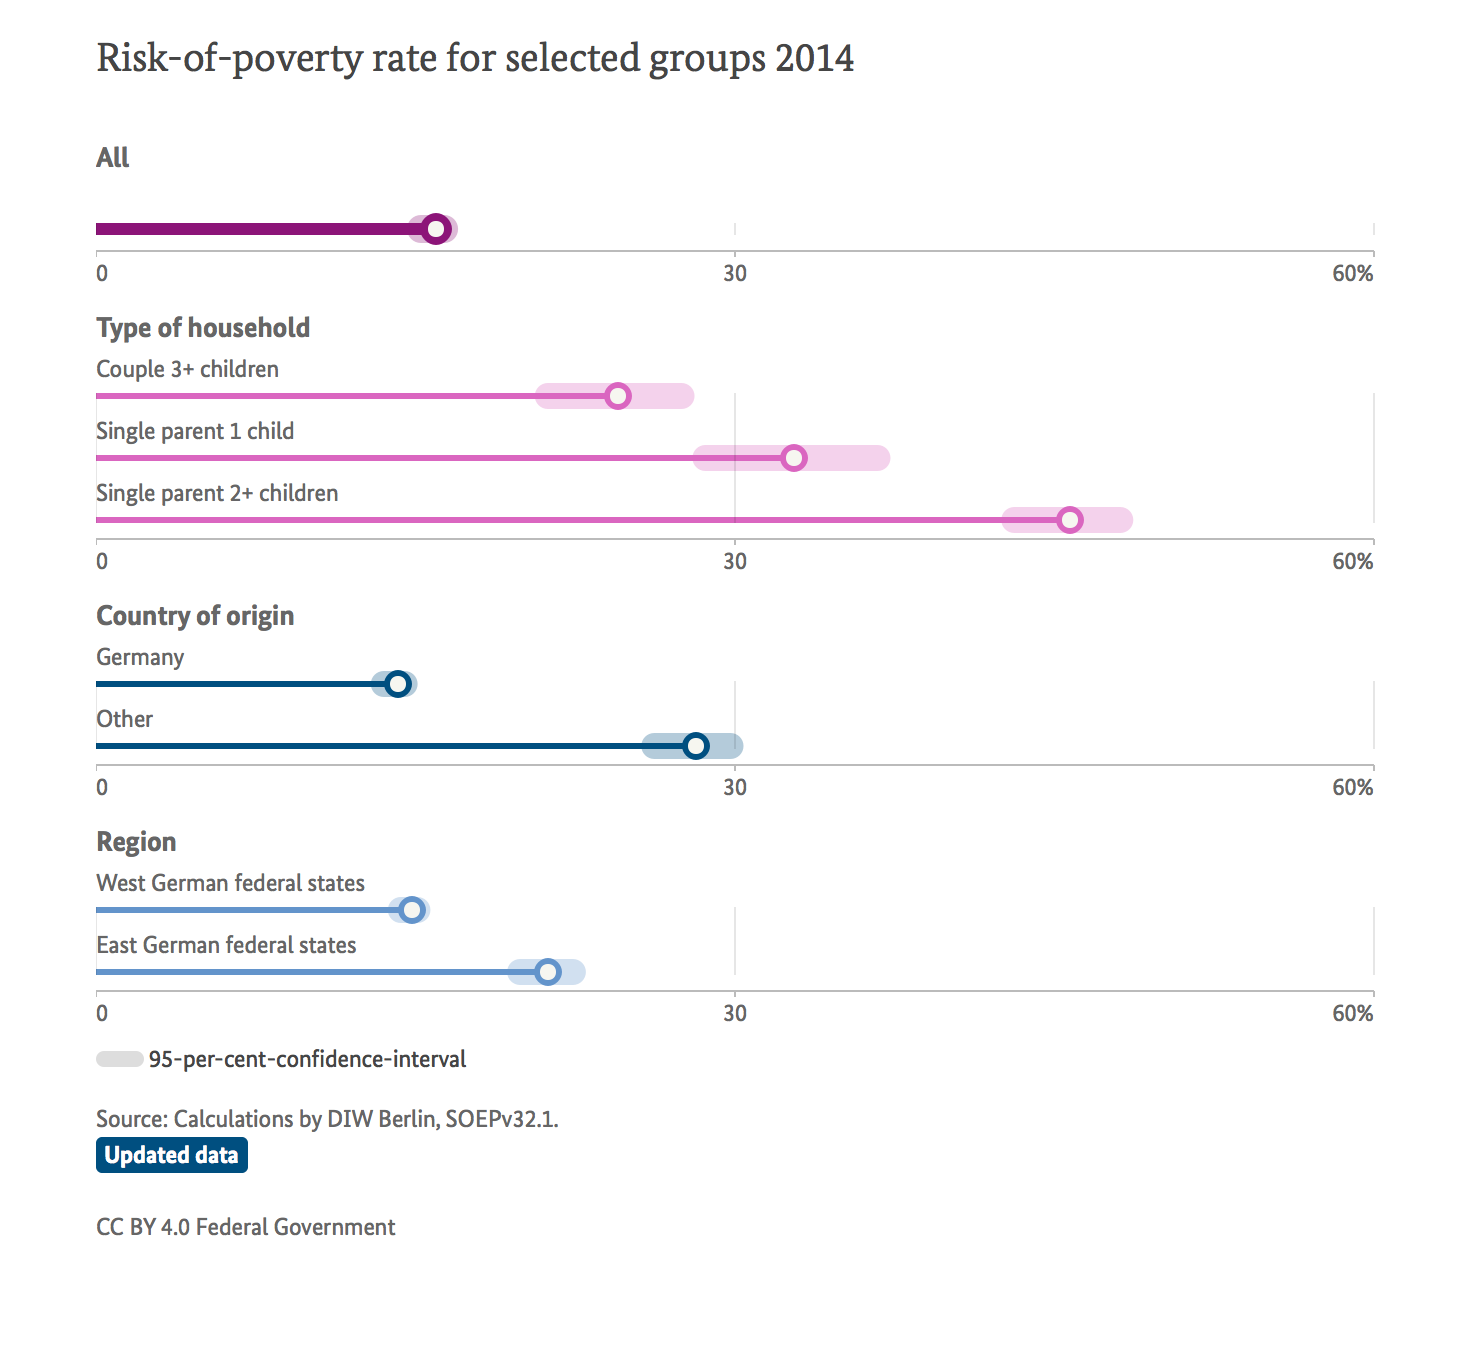 Risk-of-poverty rate for selected groups 2014
All
0 30 60%
Type of household
Couple 3+ children
Single parent 1 child
Single parent 2+ children
0 30 60%
Country of origin
Germany
Other
0 30 60%
Region
West German federal states
East German federal states
0 30 60%
95-per-cent-confidence-interval
Source: Calculations by DIW Berlin, SOEPv32.1.
Updated data
CC BY 4.0 Federal Government